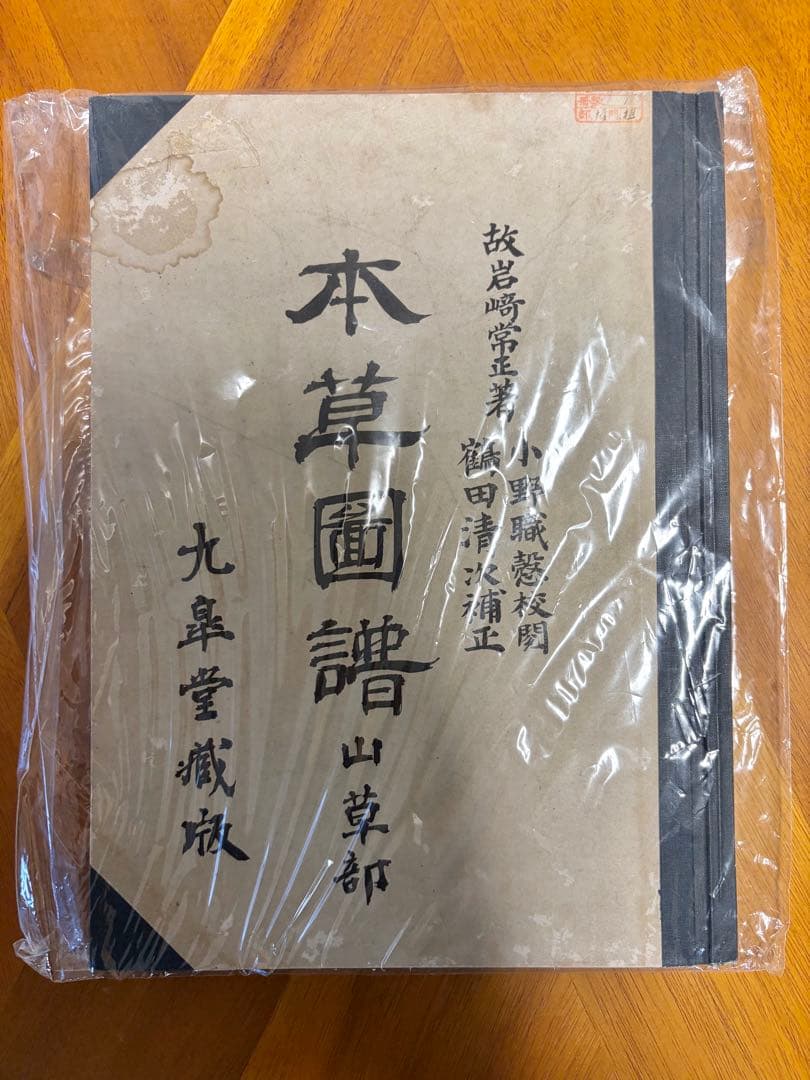 故岩﨑常正著
小野職愨校閲
鶴田清次補正
本草圖譜 山草部
九皐堂藏版